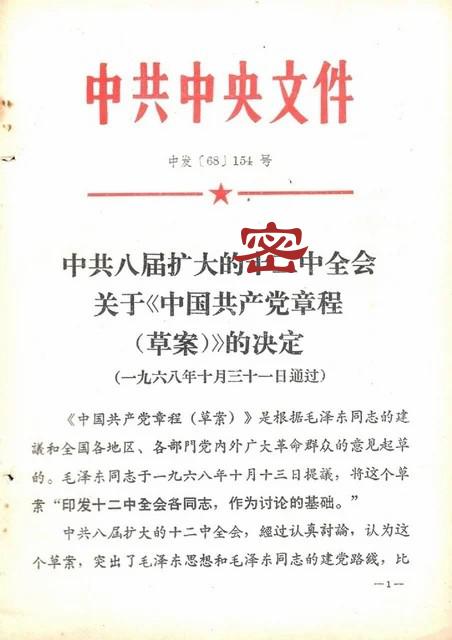 中共中央文件
中发〔68〕154号
密
中共八届扩大的十二中全会
关于《中国共产党章程
（草案）》的决定
（一九六八年十月三十一日通过）
《中国共产党章程（草案）》是根据毛泽东同志的建
議和全国各地区、各部門党内外广大革命群众的意见起草
的。毛泽东同志于一九六八年十月十三日提議，将这个草
案“印发十二中全会各同志，作为讨论的基础。”
中共八届扩大的十二中全会，經过认真討論，认为这
个草案，突出了毛泽东思想和毛泽东同志的建党路綫，比
—1—